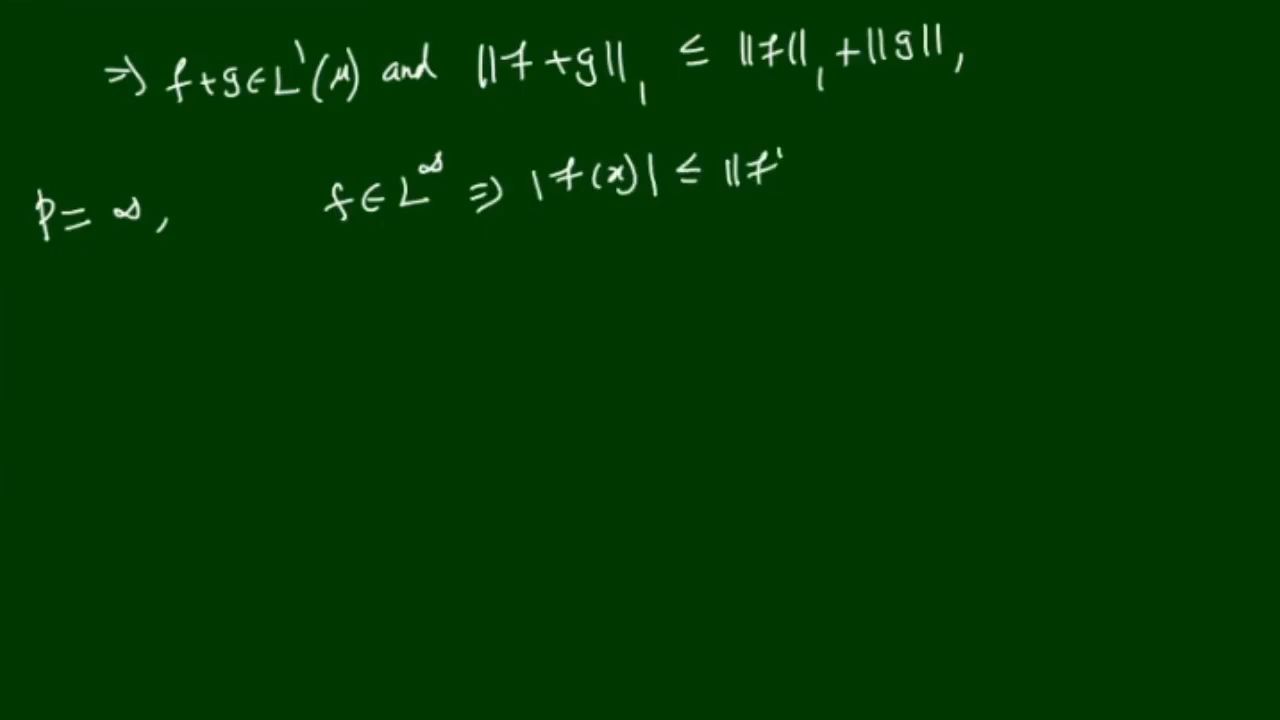 ⇒ f+g ∈ L¹(μ) and ||f+g||₁ ≤ ||f||₁ + ||g||₁
p = ∞, f ∈ L^∞ ⇒ |f(x)| ≤ ||f|